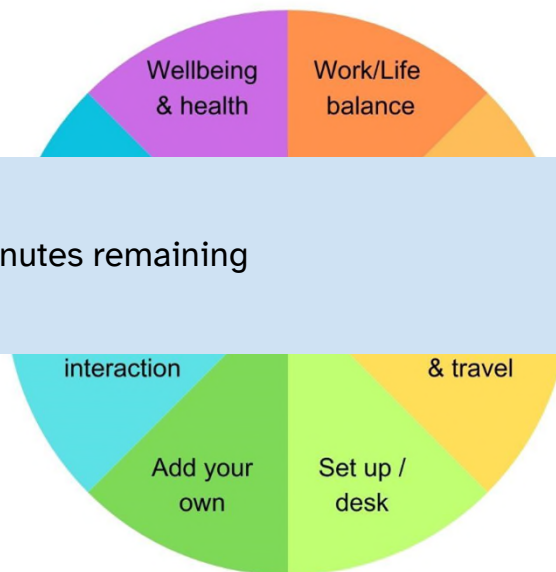 Wellbeing
& health
Work/Life
balance
nutes remaining
interaction
& travel
Add your
own
Set up /
desk